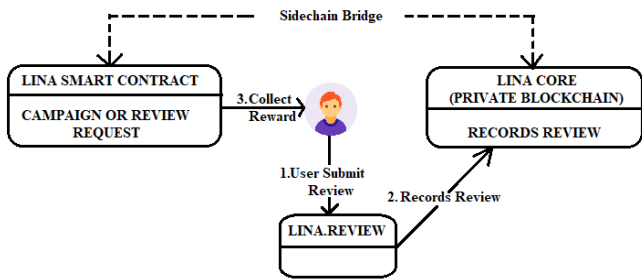 Sidechain Bridge
LINA SMART CONTRACT
CAMPAIGN OR REVIEW
REQUEST
3.Collect
Reward
LINA CORE
(PRIVATE BLOCKCHAIN)
RECORDS REVIEW
1.User Submit
Review
2. Records Review
LINA.REVIEW